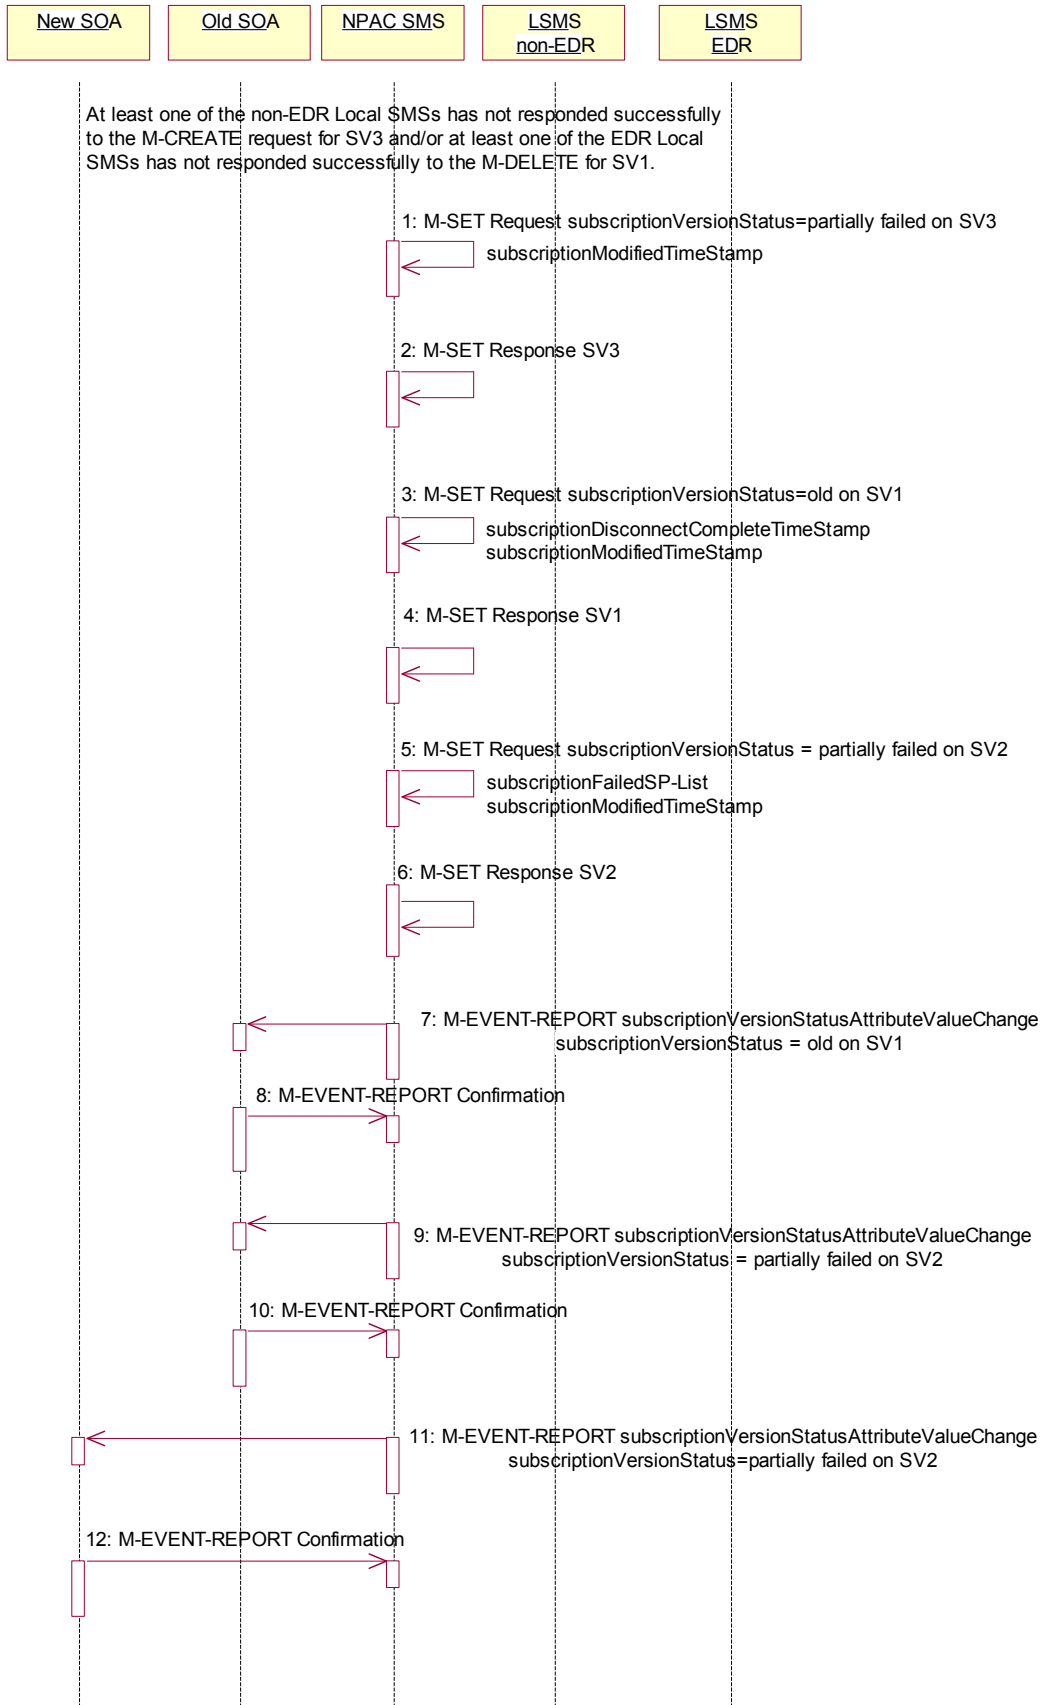 New SOA
Old SOA
NPAC SMS
LSMS
non-EDR
LSMS
EDR
At least one of the non-EDR Local SMSs has not responded successfully
to the M-CREATE request for SV3 and/or at least one of the EDR Local
SMSs has not responded successfully to the M-DELETE for SV1.
1: M-SET Request subscriptionVersionStatus=partially failed on SV3
subscriptionModifiedTimeStamp
2: M-SET Response SV3
3: M-SET Request subscriptionVersionStatus=old on SV1
subscriptionDisconnectCompleteTimeStamp
subscriptionModifiedTimeStamp
4: M-SET Response SV1
5: M-SET Request subscriptionVersionStatus = partially failed on SV2
subscriptionFailedSP-List
subscriptionModifiedTimeStamp
6: M-SET Response SV2
7: M-EVENT-REPORT subscriptionVersionStatusAttributeValueChange
subscriptionVersionStatus = old on SV1
8: M-EVENT-REPORT Confirmation
9: M-EVENT-REPORT subscriptionVersionStatusAttributeValueChange
subscriptionVersionStatus = partially failed on SV2
10: M-EVENT-REPORT Confirmation
11: M-EVENT-REPORT subscriptionVersionStatusAttributeValueChange
subscriptionVersionStatus=partially failed on SV2
12: M-EVENT-REPORT Confirmation